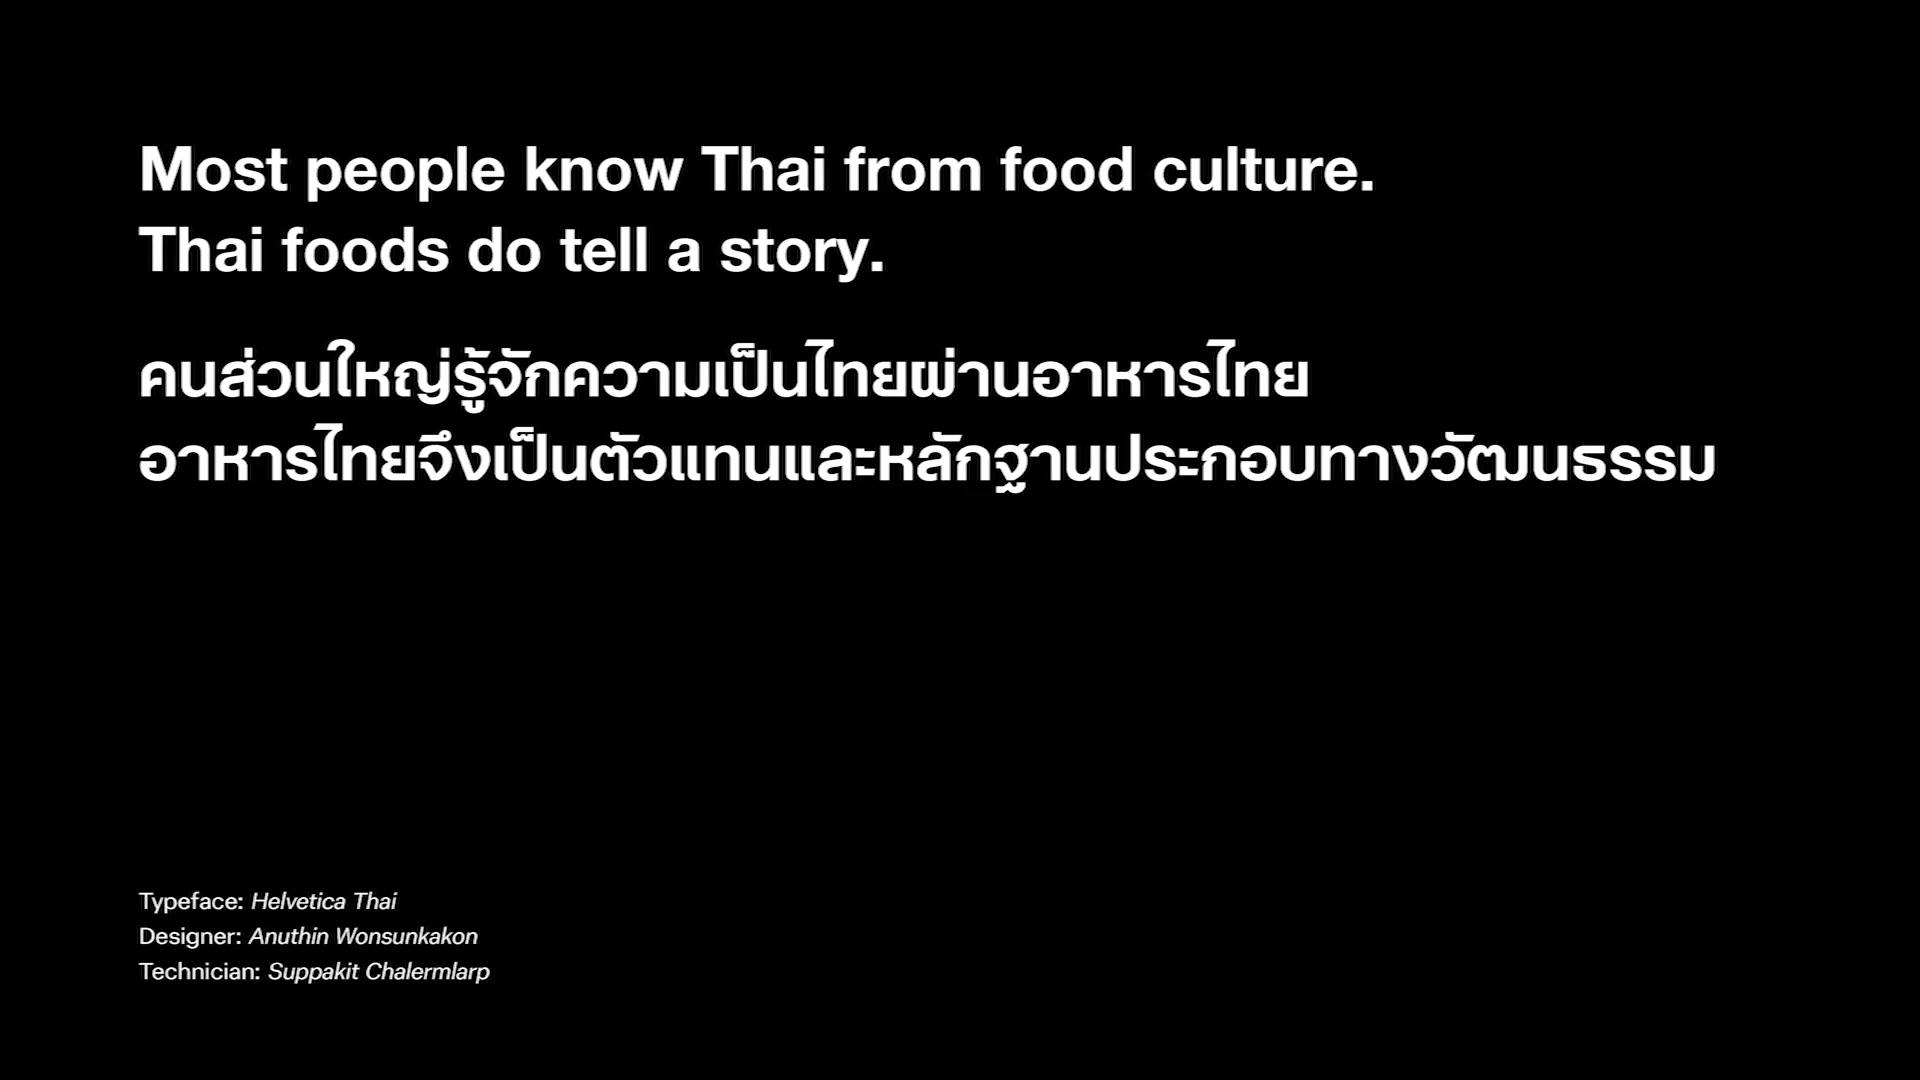 Most people know Thai from food culture.
Thai foods do tell a story.
คนส่วนใหญ่รู้จักความเป็นไทยผ่านอาหารไทย
อาหารไทยจึงเป็นตัวแทนและหลักฐานประกอบทางวัฒนธรรม
Typeface: Helvetica Thai
Designer: Anuthin Wonsunkakon
Technician: Suppakit Chalermlarp